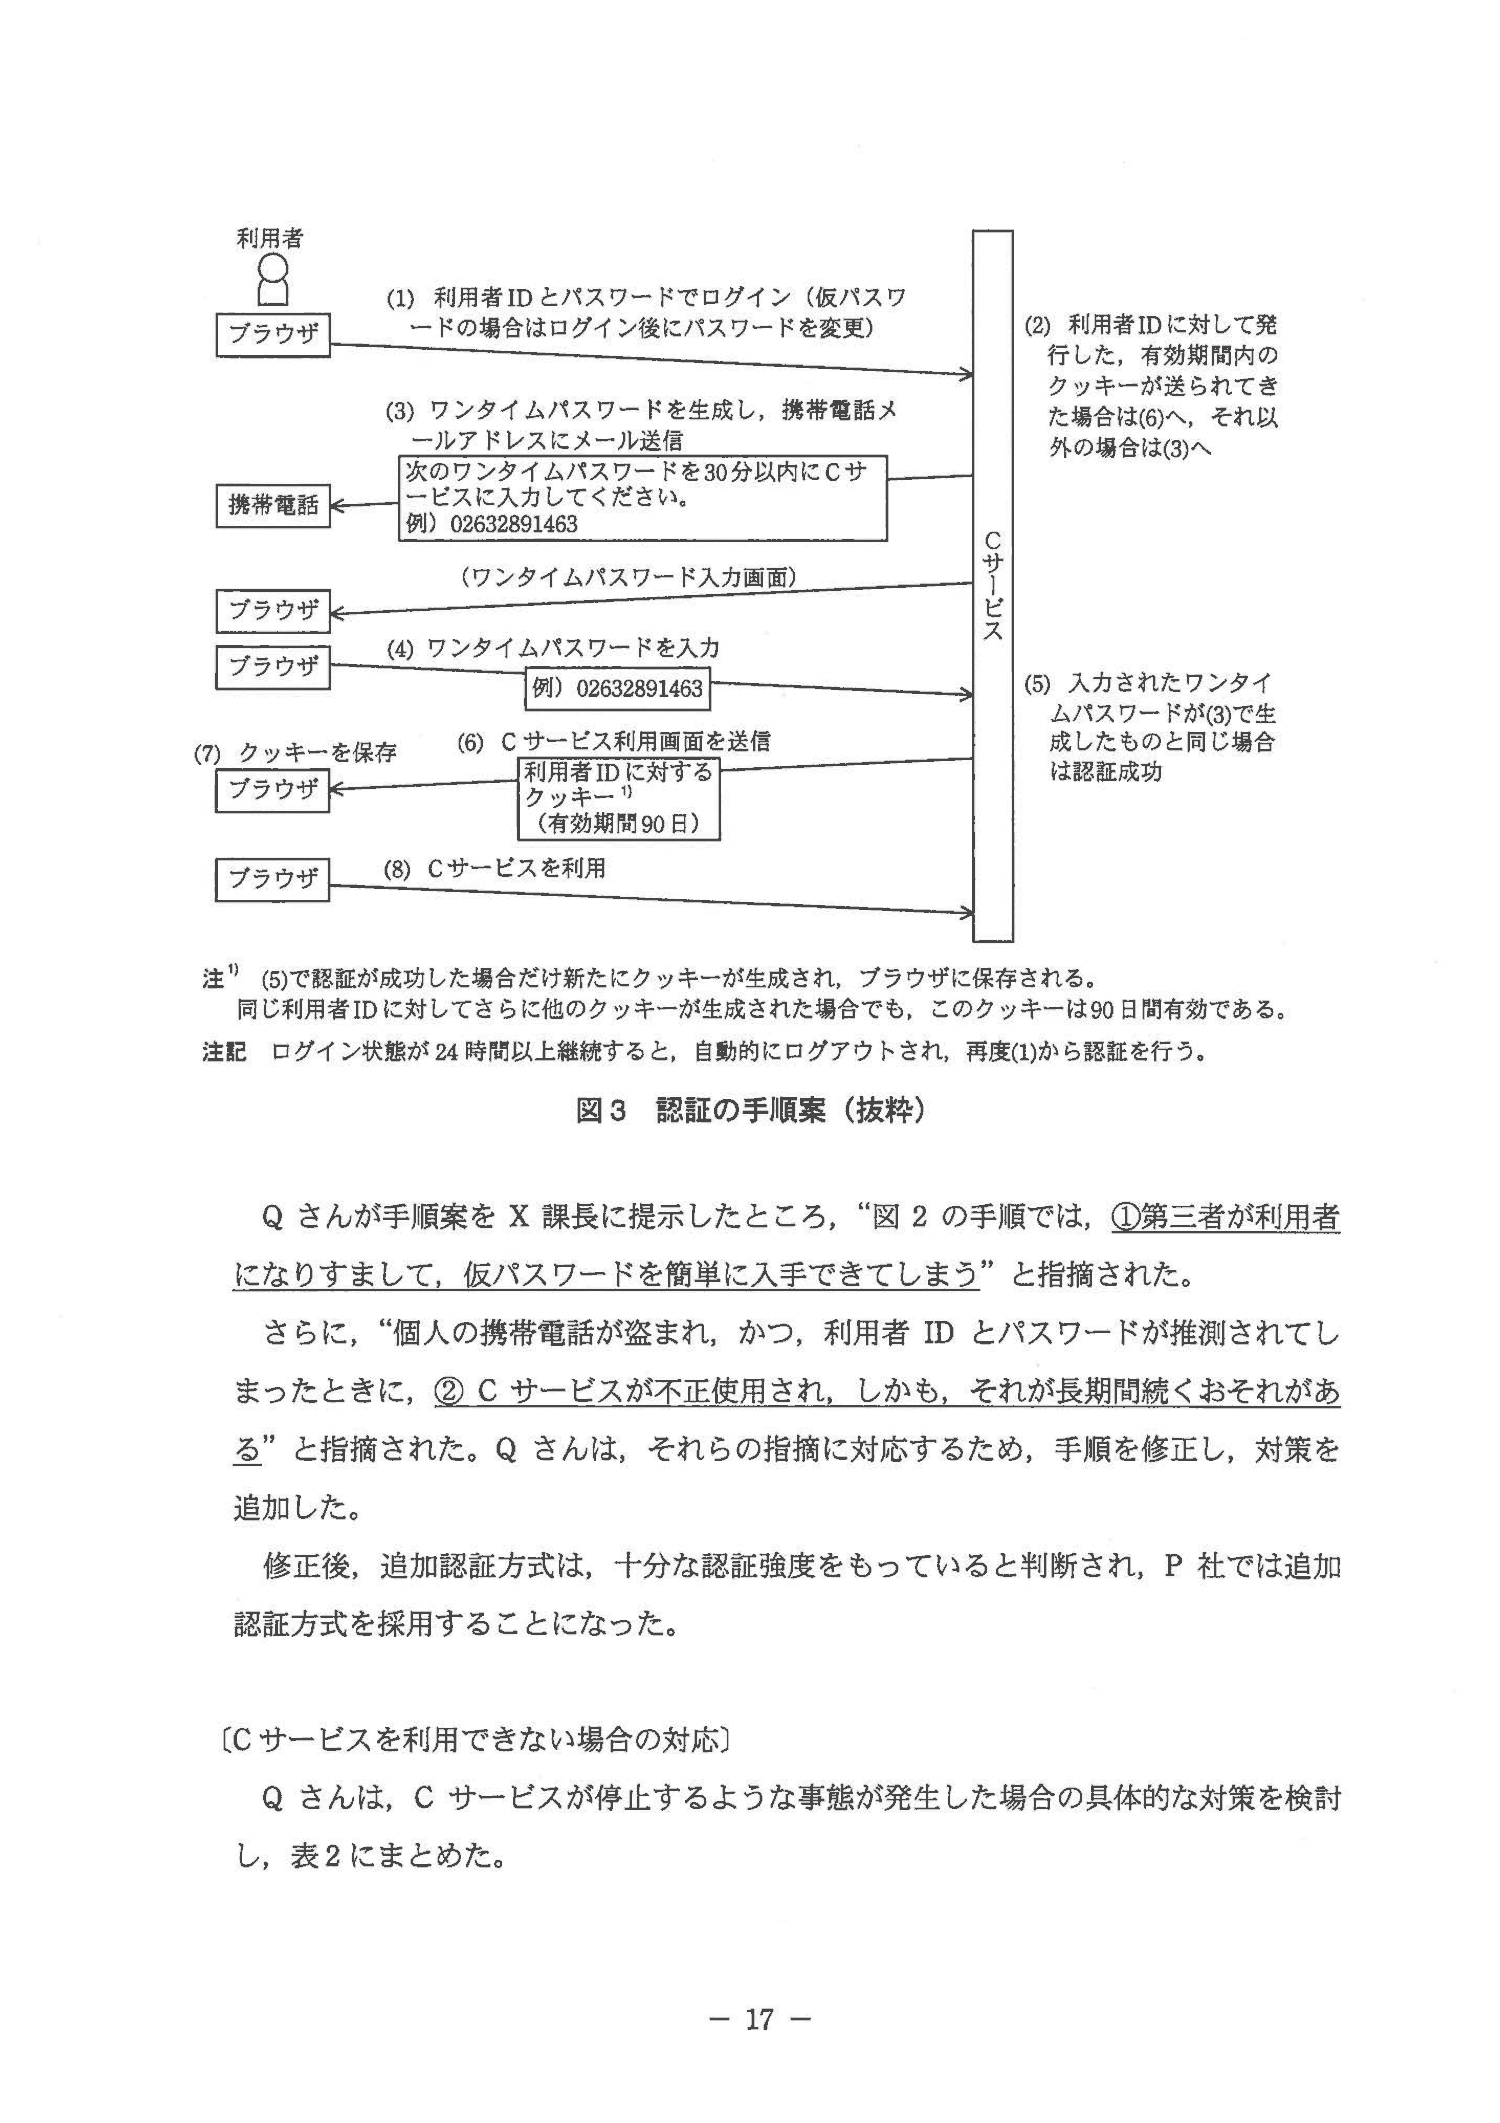 利用者
ブラウザ
(1) 利用者IDとパスワードでログイン（仮パスワ
ードの場合はログイン後にパスワードを変更）
(2) 利用者IDに対して発
行した，有効期間内の
クッキーが送られてき
た場合は(6)へ，それ以
外の場合は(3)へ
(3) ワンタイムパスワードを生成し，携帯電話メ
ールアドレスにメール送信
携帯電話
次のワンタイムパスワードを30分以内にCサ
ービスに入力してください。
例）02632891463
Cサービス
（ワンタイムパスワード入力画面）
ブラウザ
ブラウザ
(4) ワンタイムパスワードを入力
例）02632891463
(5) 入力されたワンタイ
ムパスワードが(3)で生
成したものと同じ場合
は認証成功
(7) クッキーを保存
ブラウザ
(6) Cサービス利用画面を送信
利用者IDに対する
クッキー1)
（有効期間90日）
ブラウザ
(8) Cサービスを利用
注1) (5)で認証が成功した場合だけ新たにクッキーが生成され，ブラウザに保存される。
同じ利用者IDに対してさらに他のクッキーが生成された場合でも，このクッキーは90日間有効である。
注記 ログイン状態が24時間以上継続すると，自動的にログアウトされ，再度(1)から認証を行う。
図3 認証の手順案（抜粋）
Qさんが手順案をX課長に提示したところ，“図2の手順では，①第三者が利用者
になりすまして，仮パスワードを簡単に入手できてしまう”と指摘された。
さらに，“個人の携帯電話が盗まれ，かつ，利用者IDとパスワードが推測されてし
まったときに，②Cサービスが不正使用され，しかも，それが長期間続くおそれがあ
る”と指摘された。Qさんは，それらの指摘に対応するため，手順を修正し，対策を
追加した。
修正後，追加認証方式は，十分な認証強度をもっていると判断され，P社では追加
認証方式を採用することになった。
〔Cサービスを利用できない場合の対応〕
Qさんは，Cサービスが停止するような事態が発生した場合の具体的な対策を検討
し，表2にまとめた。
－ 17 －